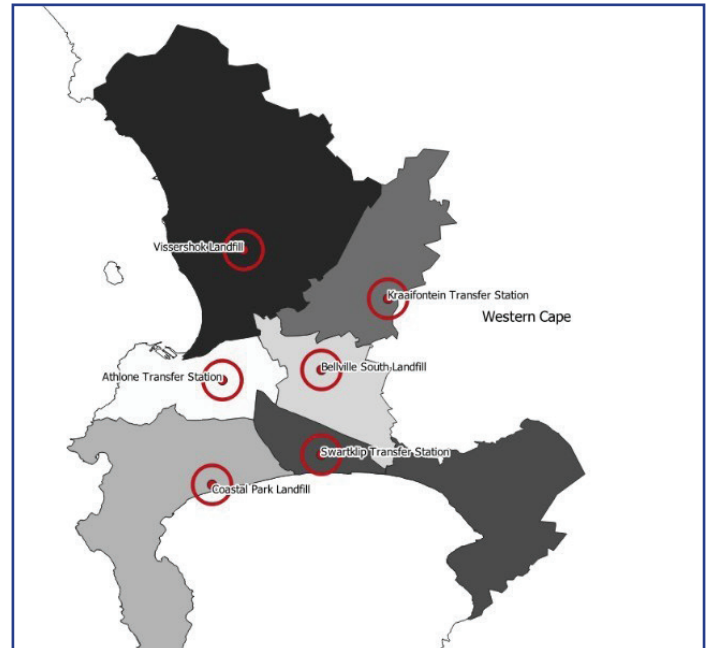 Vissershok Landfill
Kraaifontein Transfer Station
Western Cape
Bellville South Landfill
Athlone Transfer Station
Swartklip Transfer Station
Coastal Park Landfill